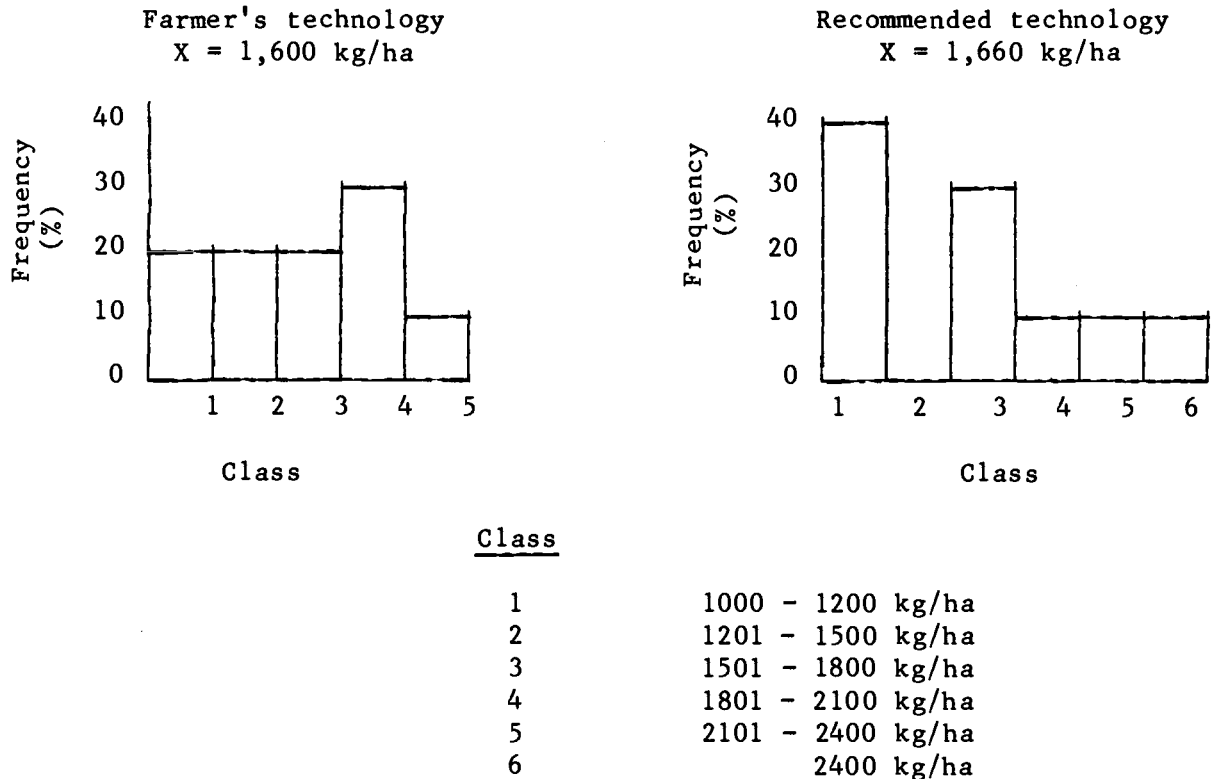 Farmer's technology
X = 1,600 kg/ha
Frequency
(%)
40
30
20
10
0
1 2 3 4 5
Class
Recommended technology
X = 1,660 kg/ha
Frequency
(%)
40
30
20
10
0
1 2 3 4 5 6
Class
Class
1 1000 - 1200 kg/ha
2 1201 - 1500 kg/ha
3 1501 - 1800 kg/ha
4 1801 - 2100 kg/ha
5 2101 - 2400 kg/ha
6 2400 kg/ha